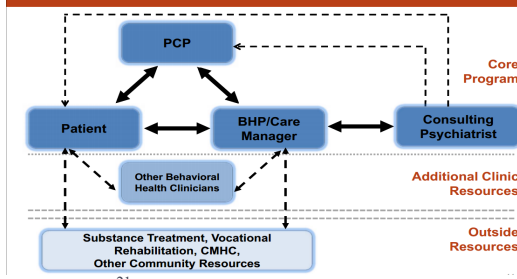 PCP
Core
Program
Patient
BHP/Care
Manager
Consulting
Psychiatrist
Other Behavioral
Health Clinicians
Additional Clinic
Resources
Substance Treatment, Vocational
Rehabilitation, CMHC,
Other Community Resources
Outside
Resources